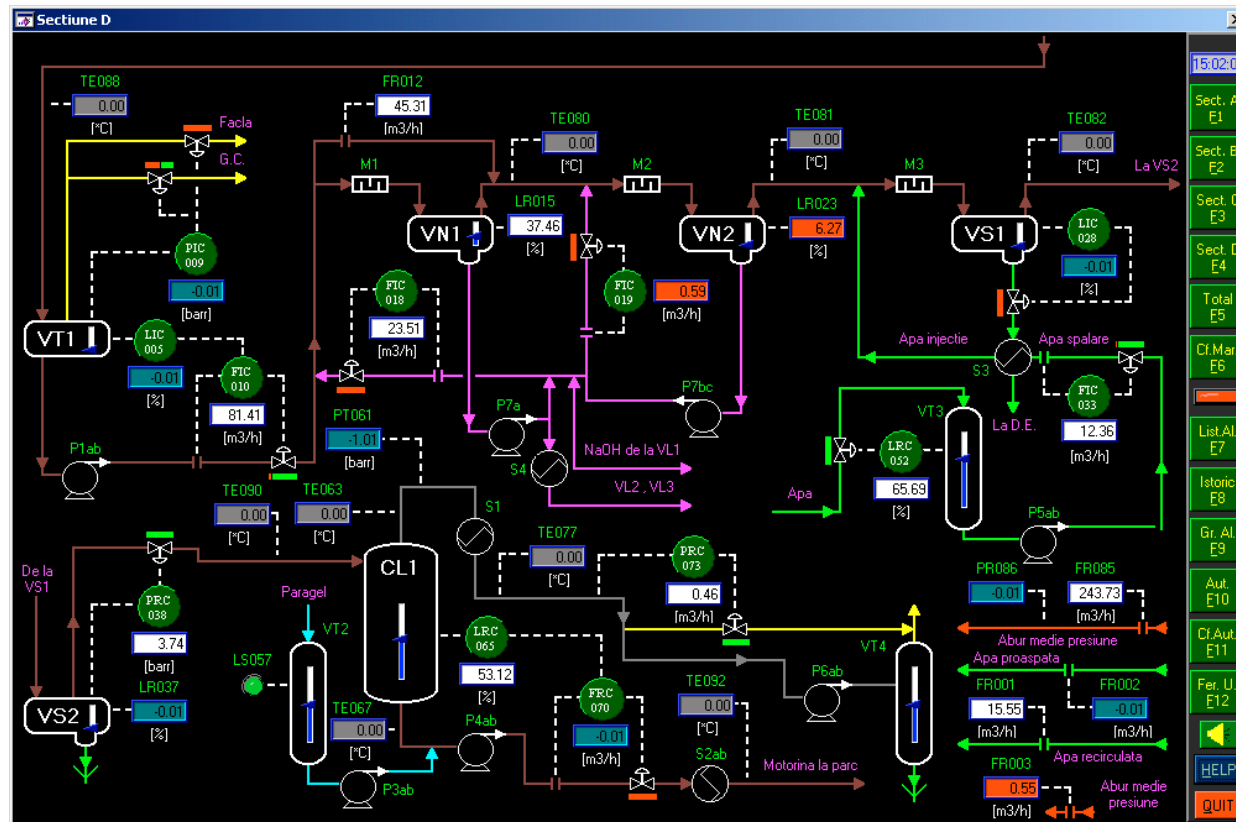 Sectiune D
TE088
0.00
[°C]
FR012
45.31
[m3/h]
TE080
0.00
[°C]
TE081
0.00
[°C]
TE082
0.00
[°C]
Facla
G.C.
M1
M2
M3
La VS2
VN1
LR015
37.46
[%]
VN2
LR023
6.27
[%]
VS1
LIC
028
-0.01
[%]
PIC
009
-0.01
[barr]
FIC
018
23.51
[m3/h]
FIC
019
0.59
[m3/h]
VT1
LIC
005
-0.01
[%]
FIC
010
81.41
[m3/h]
Apa injectie
Apa spalare
S3
FIC
033
12.36
[m3/h]
La D.E.
P1ab
PT061
-1.01
[barr]
P7a
P7bc
S4
NaOH de la VL1
VL2 , VL3
VT3
LRC
052
65.69
[%]
Apa
P5ab
TE090
0.00
[°C]
TE063
0.00
[°C]
S1
TE077
0.00
[°C]
PRC
073
0.46
[m3/h]
De la
VS1
PRC
038
3.74
[barr]
CL1
Paragel
VT2
LS057
LRC
065
53.12
[%]
VS2
LR037
-0.01
[%]
TE067
0.00
[°C]
P3ab
P4ab
FRC
070
-0.01
[m3/h]
TE092
0.00
[°C]
S2ab
Motorina la parc
P6ab
VT4
PR086
-0.01
FR085
243.73
[m3/h]
Abur medie presiune
Apa proaspata
FR001
15.55
[m3/h]
FR002
-0.01
[m3/h]
Apa recirculata
FR003
0.55
[m3/h]
Abur medie
presiune
Sect.
F1
Sect.
F2
Sect.
F3
Sect.
F4
Total
F5
Cf.Mar
F6
List.Al.
F7
Istoric
F8
Gr. Al.
F9
Aut.
F10
Cf.Aut.
F11
Fer. U.
F12
HELP
QUIT